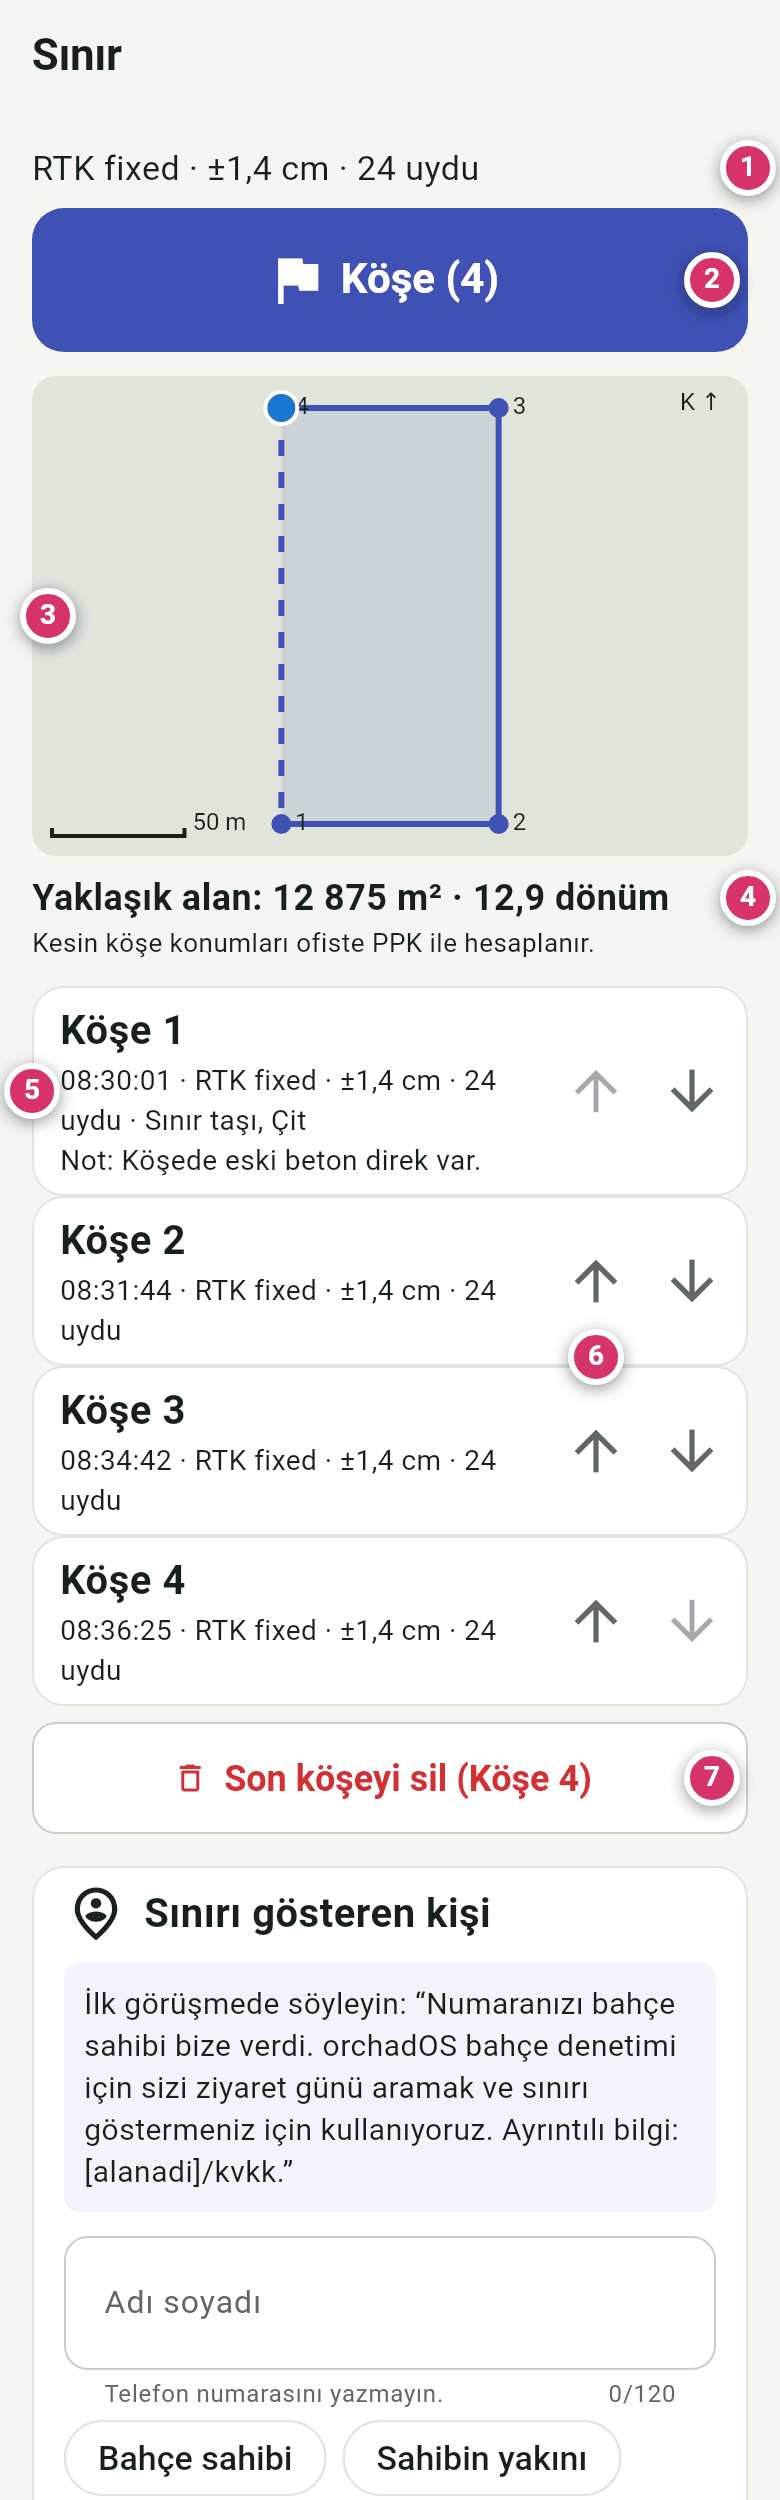 Sınır
RTK fixed · ±1,4 cm · 24 uydu
1
Köşe (4)
2
4
3
K ↑
3
50 m
1
2
Yaklaşık alan: 12 875 m² · 12,9 dönüm
4
Kesin köşe konumları ofiste PPK ile hesaplanır.
Köşe 1
5
08:30:01 · RTK fixed · ±1,4 cm · 24
uydu · Sınır taşı, Çit
Not: Köşede eski beton direk var.
Köşe 2
08:31:44 · RTK fixed · ±1,4 cm · 24
uydu
6
Köşe 3
08:34:42 · RTK fixed · ±1,4 cm · 24
uydu
Köşe 4
08:36:25 · RTK fixed · ±1,4 cm · 24
uydu
Son köşeyi sil (Köşe 4)
7
Sınırı gösteren kişi
İlk görüşmede söyleyin: “Numaranızı bahçe
sahibi bize verdi. orchadOS bahçe denetimi
için sizi ziyaret günü aramak ve sınırı
göstermeniz için kullanıyoruz. Ayrıntılı bilgi:
[alanadi]/kvkk.”
Adı soyadı
Telefon numarasını yazmayın. 0/120
Bahçe sahibi Sahibin yakını